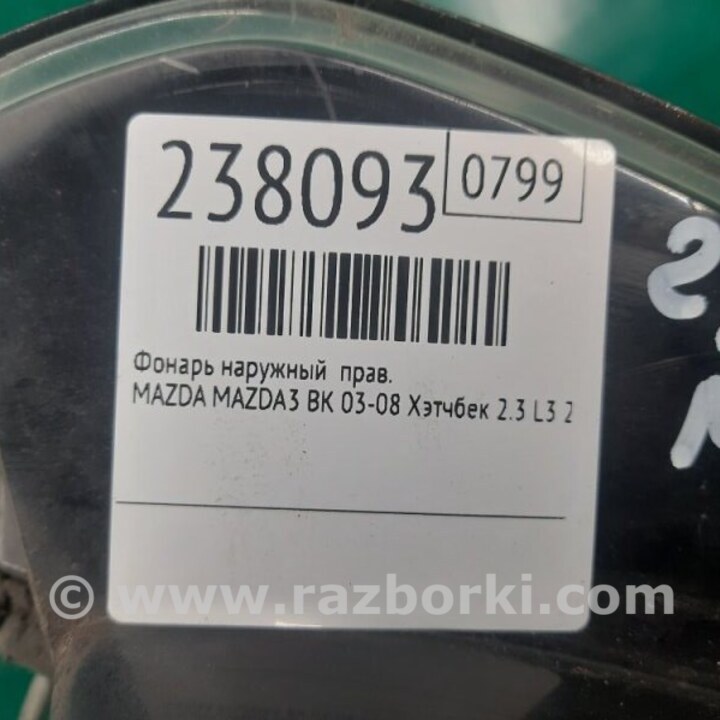 238093 0799
Фонарь наружный прав.
MAZDA MAZDA3 BK 03-08 Хэтчбек 2.3 L3 2
© www.razborki.com